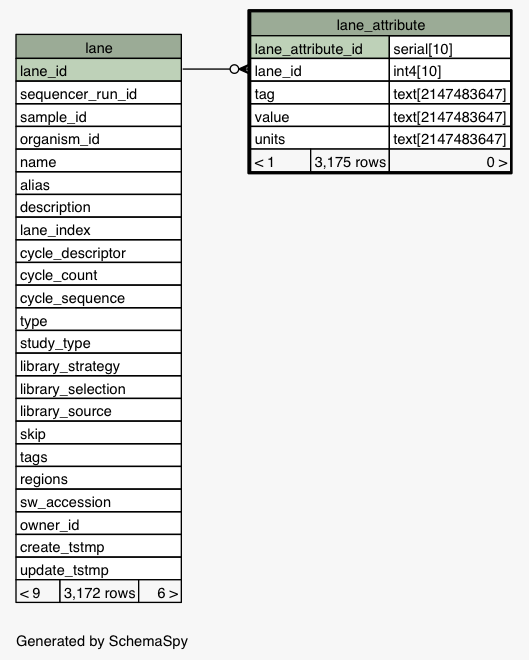 lane
lane_id
sequencer_run_id
sample_id
organism_id
name
alias
description
lane_index
cycle_descriptor
cycle_count
cycle_sequence
type
study_type
library_strategy
library_selection
library_source
skip
tags
regions
sw_accession
owner_id
create_tstmp
update_tstmp
< 9 3,172 rows 6 >
lane_attribute
lane_attribute_id serial[10]
lane_id int4[10]
tag text[2147483647]
value text[2147483647]
units text[2147483647]
< 1 3,175 rows 0 >
Generated by SchemaSpy